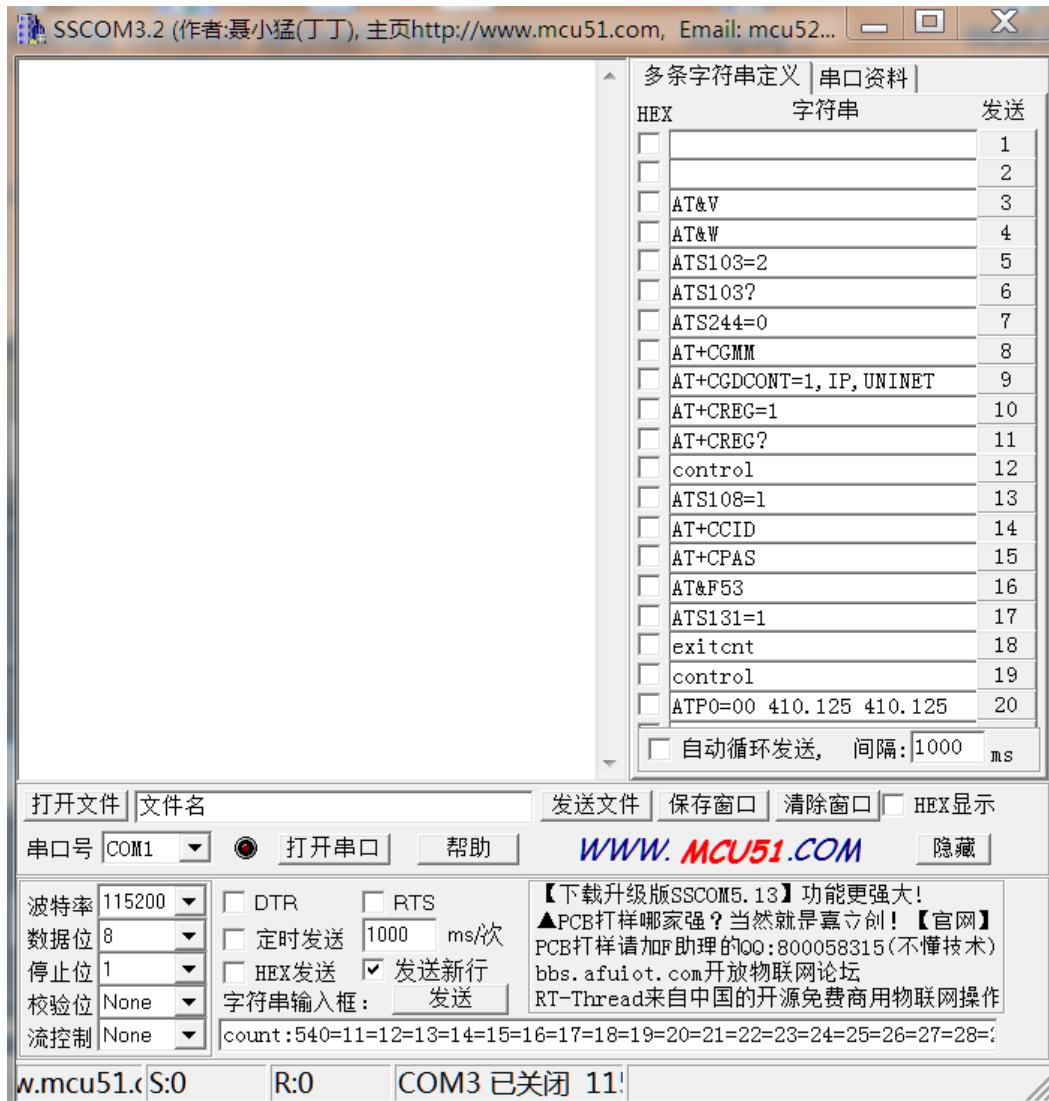 SSCOM3.2 (作者:聂小猛(丁丁), 主页http://www.mcu51.com, Email: mcu52...
多条字符串定义 串口资料
HEX 字符串 发送
1
2
AT&V 3
AT&W 4
ATS103=2 5
ATS103? 6
ATS244=0 7
AT+CGMM 8
AT+CGDCONT=1,IP,UNINET 9
AT+CREG=1 10
AT+CREG? 11
control 12
ATS108=1 13
AT+CCID 14
AT+CPAS 15
AT&F53 16
ATS131=1 17
exitcnt 18
control 19
ATP0=00 410.125 410.125 20
自动循环发送, 间隔:1000 ms
打开文件 文件名 发送文件 保存窗口 清除窗口 HEX显示
串口号 COM1 打开串口 帮助 WWW.MCU51.COM 隐藏
波特率 115200 DTR RTS
数据位 8 定时发送 1000 ms/次
停止位 1 HEX发送 发送新行
校验位 None 字符串输入框: 发送
流控制 None count:540=11=12=13=14=15=16=17=18=19=20=21=22=23=24=25=26=27=28=
【下载升级版SSCOM5.13】功能更强大!
▲PCB打样哪家强?当然就是嘉立创!【官网】
PCB打样请加QQ:800058315(不懂技术)
bbs.afuiot.com开放物联网论坛
RT-Thread来自中国的开源免费商用物联网操作
w.mcu51.c S:0 R:0 COM3 已关闭 11